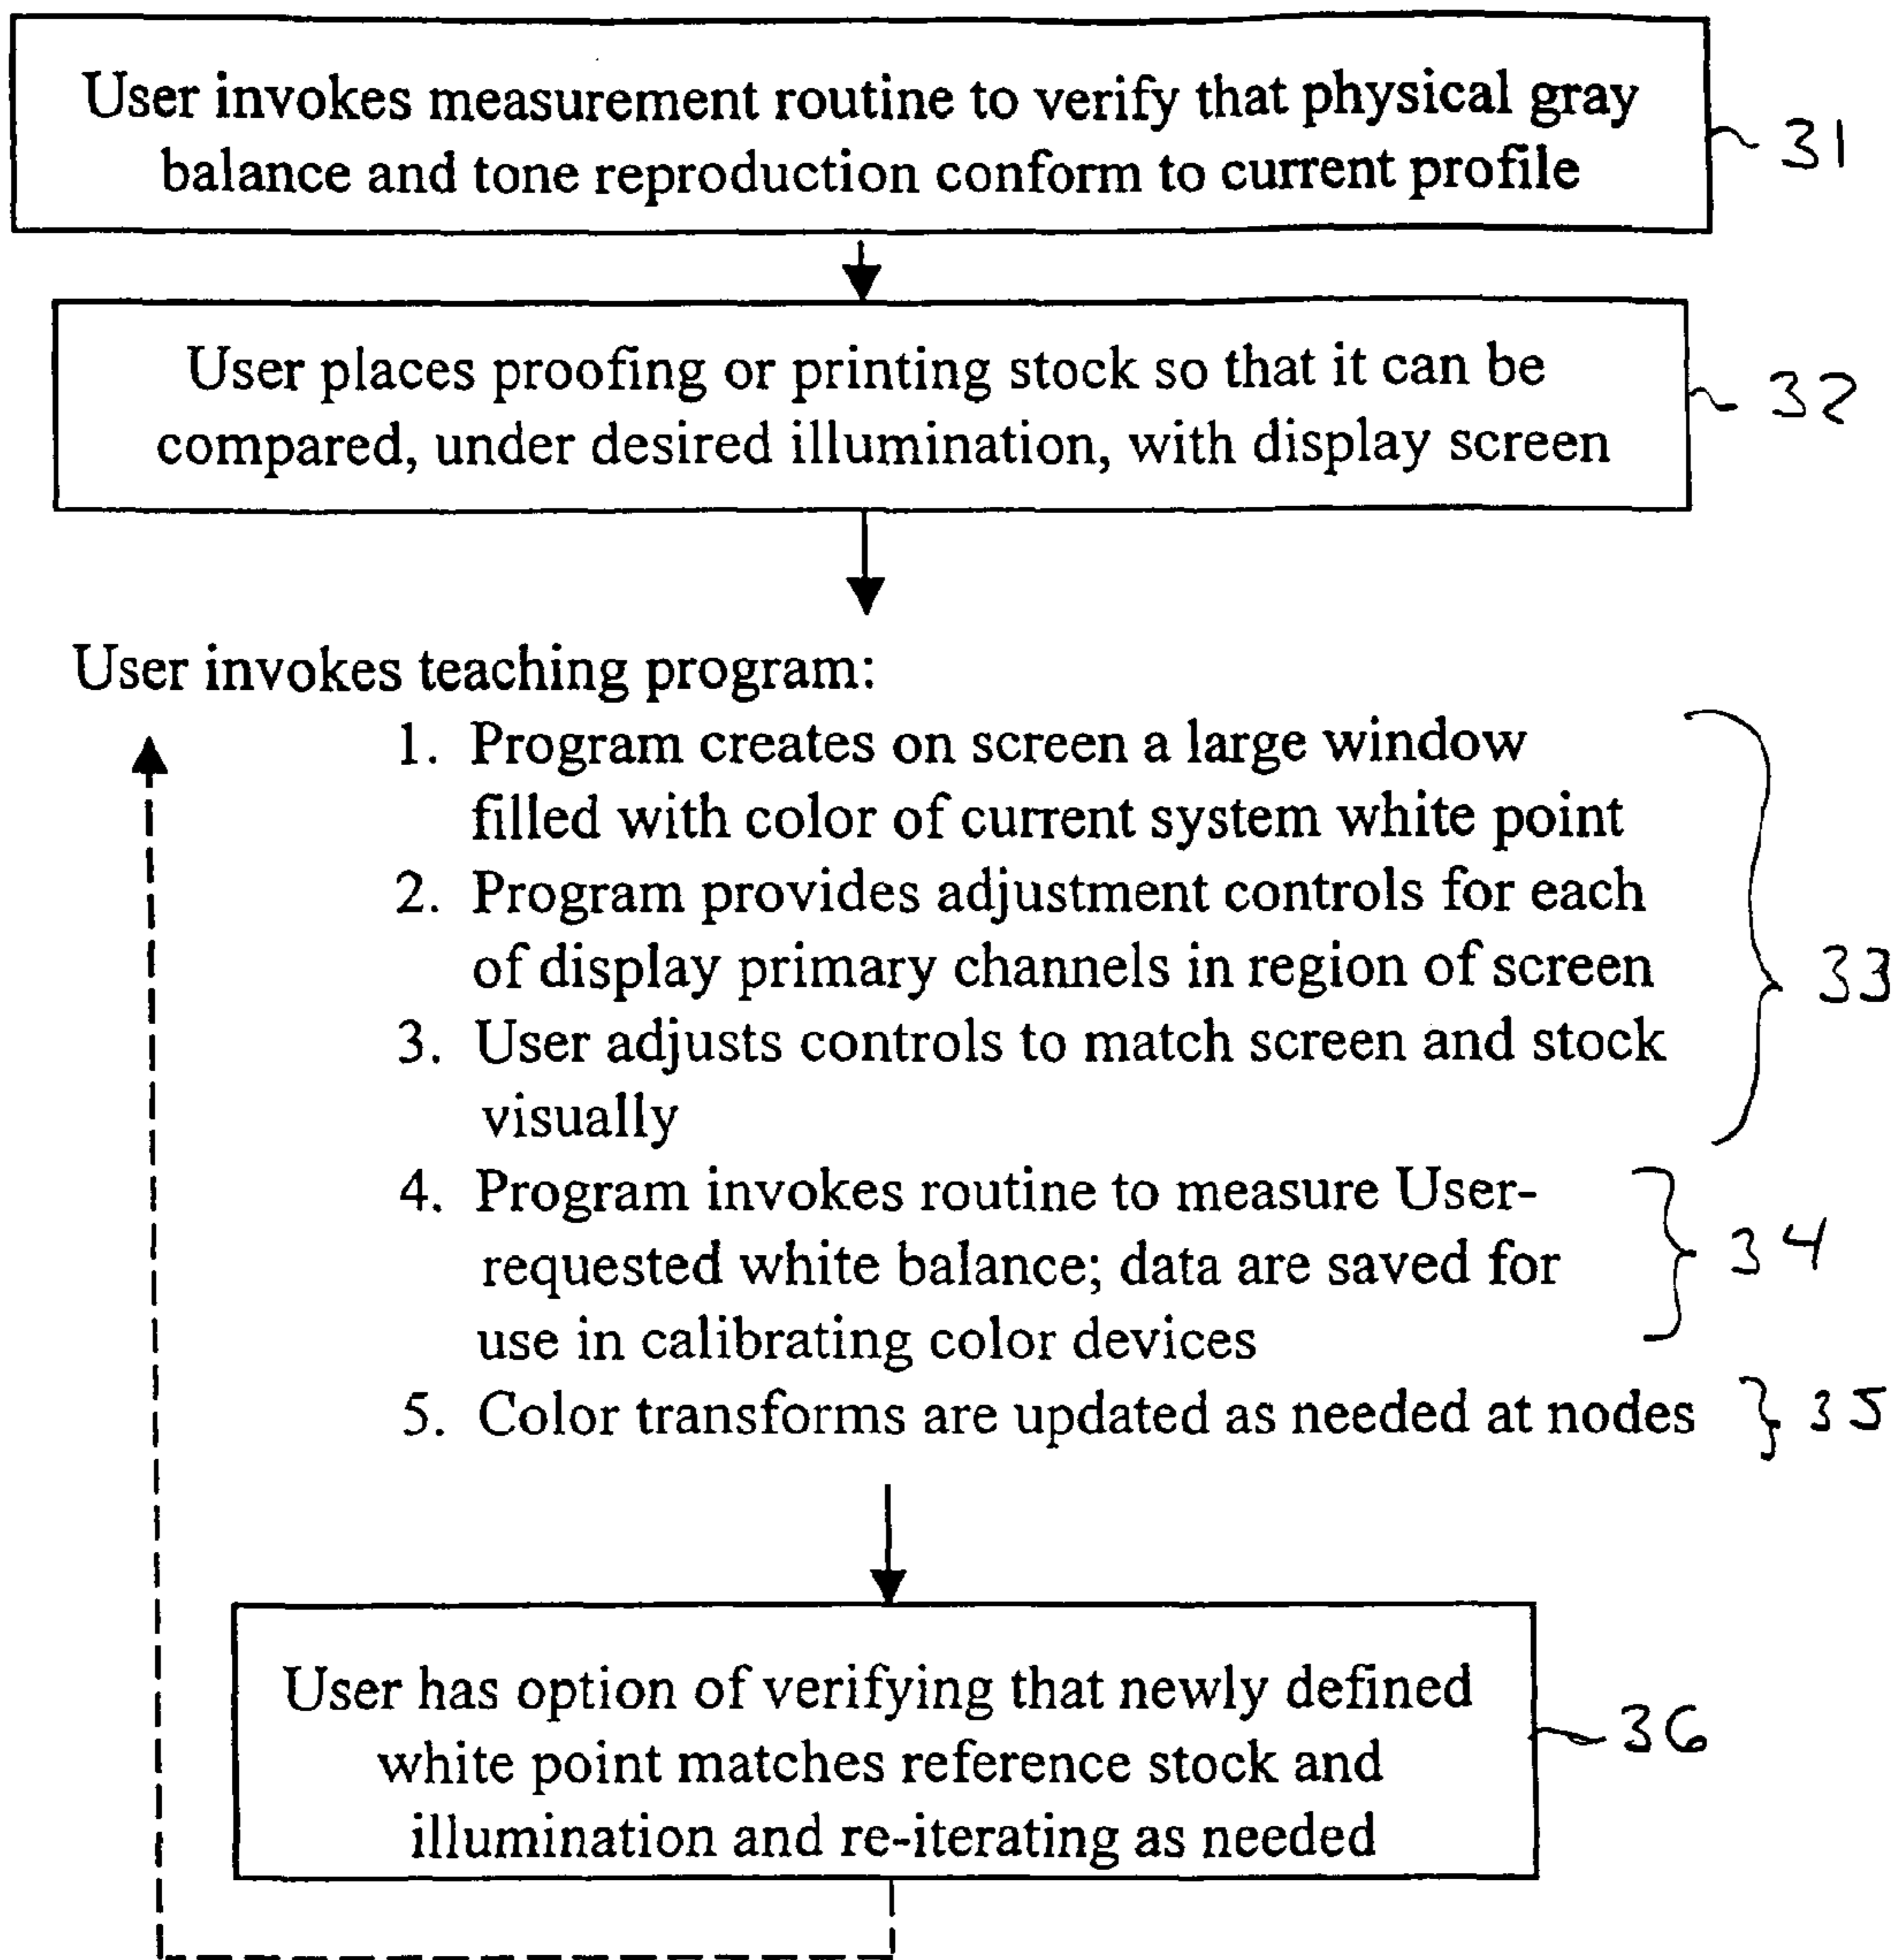 User invokes measurement routine to verify that physical gray
balance and tone reproduction conform to current profile
31
User places proofing or printing stock so that it can be
compared, under desired illumination, with display screen
32
User invokes teaching program:
1. Program creates on screen a large window
filled with color of current system white point
2. Program provides adjustment controls for each
of display primary channels in region of screen
3. User adjusts controls to match screen and stock
visually
33
4. Program invokes routine to measure User-
requested white balance; data are saved for
use in calibrating color devices
34
5. Color transforms are updated as needed at nodes
35
User has option of verifying that newly defined
white point matches reference stock and
illumination and re-iterating as needed
36